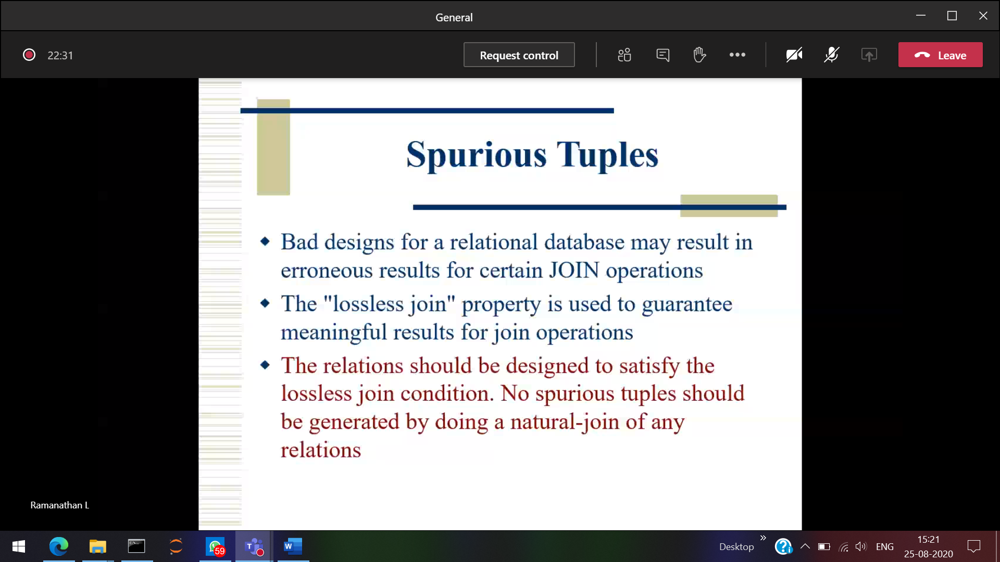 General
22:31
Request control
Leave
Spurious Tuples
Bad designs for a relational database may result in
erroneous results for certain JOIN operations
The "lossless join" property is used to guarantee
meaningful results for join operations
The relations should be designed to satisfy the
lossless join condition. No spurious tuples should
be generated by doing a natural-join of any
relations
Ramanathan L
59
T
W
Desktop
ENG
15:21
25-08-2020